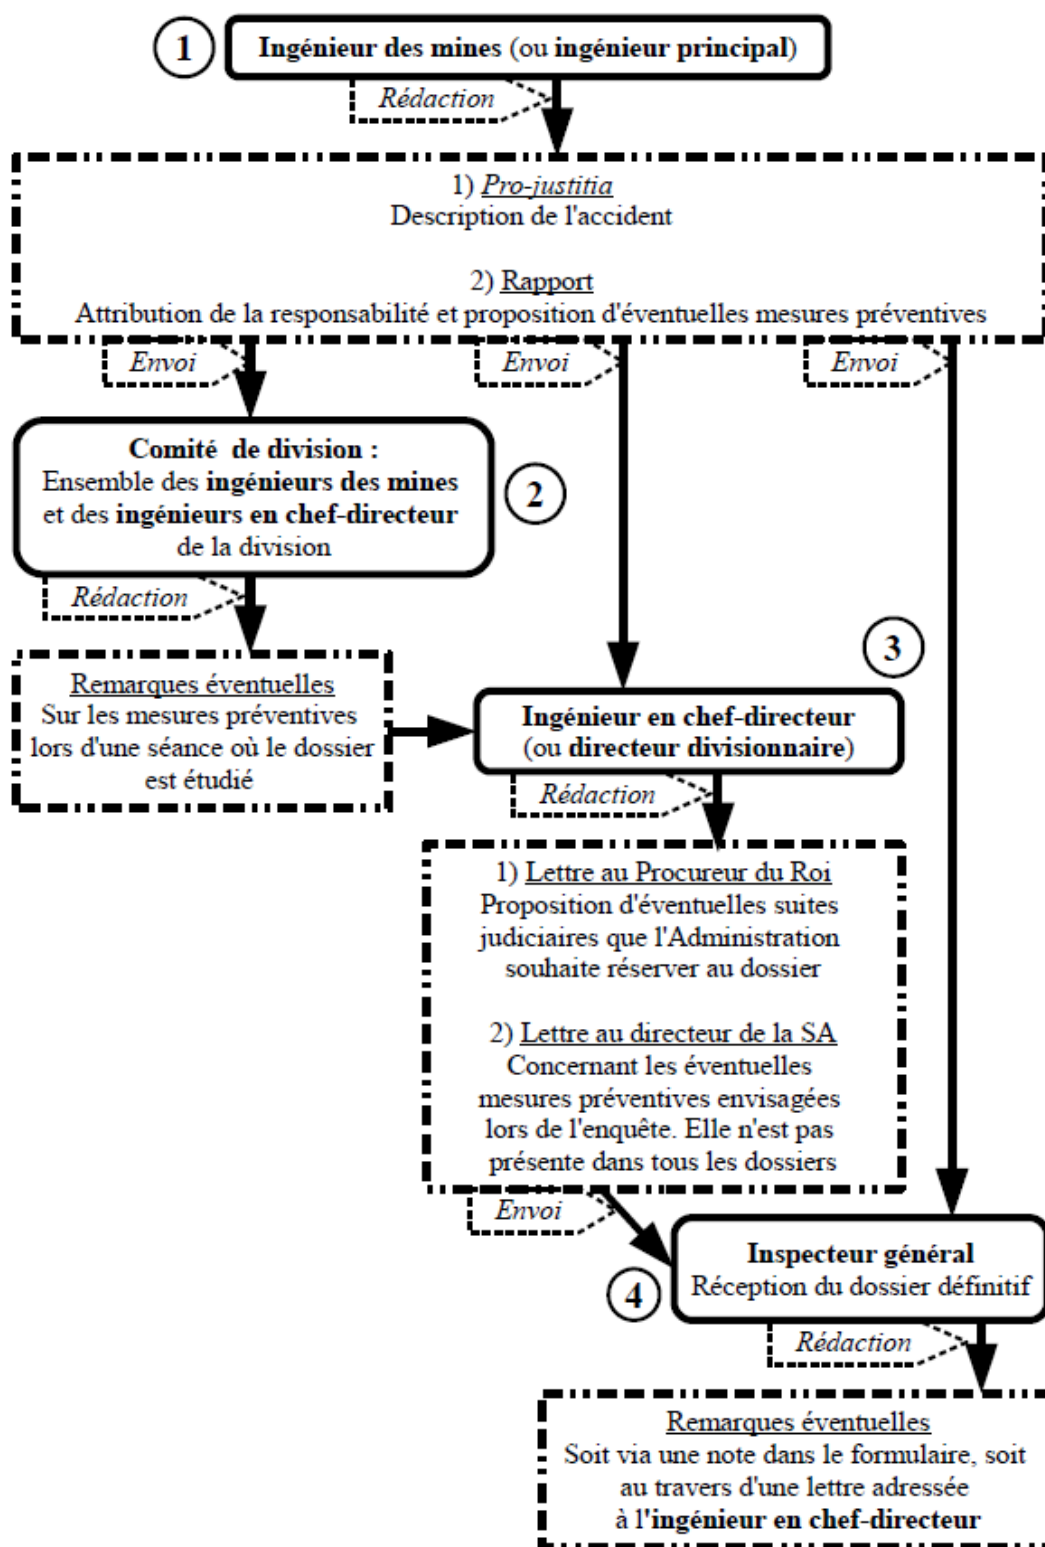 1
Ingénieur des mines (ou ingénieur principal)
Rédaction
1) Pro-justitia
Description de l'accident
2) Rapport
Attribution de la responsabilité et proposition d'éventuelles mesures préventives
Envoi
Envoi
Envoi
Comité de division :
Ensemble des ingénieurs des mines
et des ingénieurs en chef-directeur
de la division
2
Rédaction
Remarques éventuelles
Sur les mesures préventives
lors d'une séance où le dossier
est étudié
3
Ingénieur en chef-directeur
(ou directeur divisionnaire)
Rédaction
1) Lettre au Procureur du Roi
Proposition d'éventuelles suites
judiciaires que l'Administration
souhaite réserver au dossier
2) Lettre au directeur de la SA
Concernant les éventuelles
mesures préventives envisagées
lors de l'enquête. Elle n'est pas
présente dans tous les dossiers
Envoi
4
Inspecteur général
Réception du dossier définitif
Rédaction
Remarques éventuelles
Soit via une note dans le formulaire, soit
au travers d'une lettre adressée
à l'ingénieur en chef-directeur